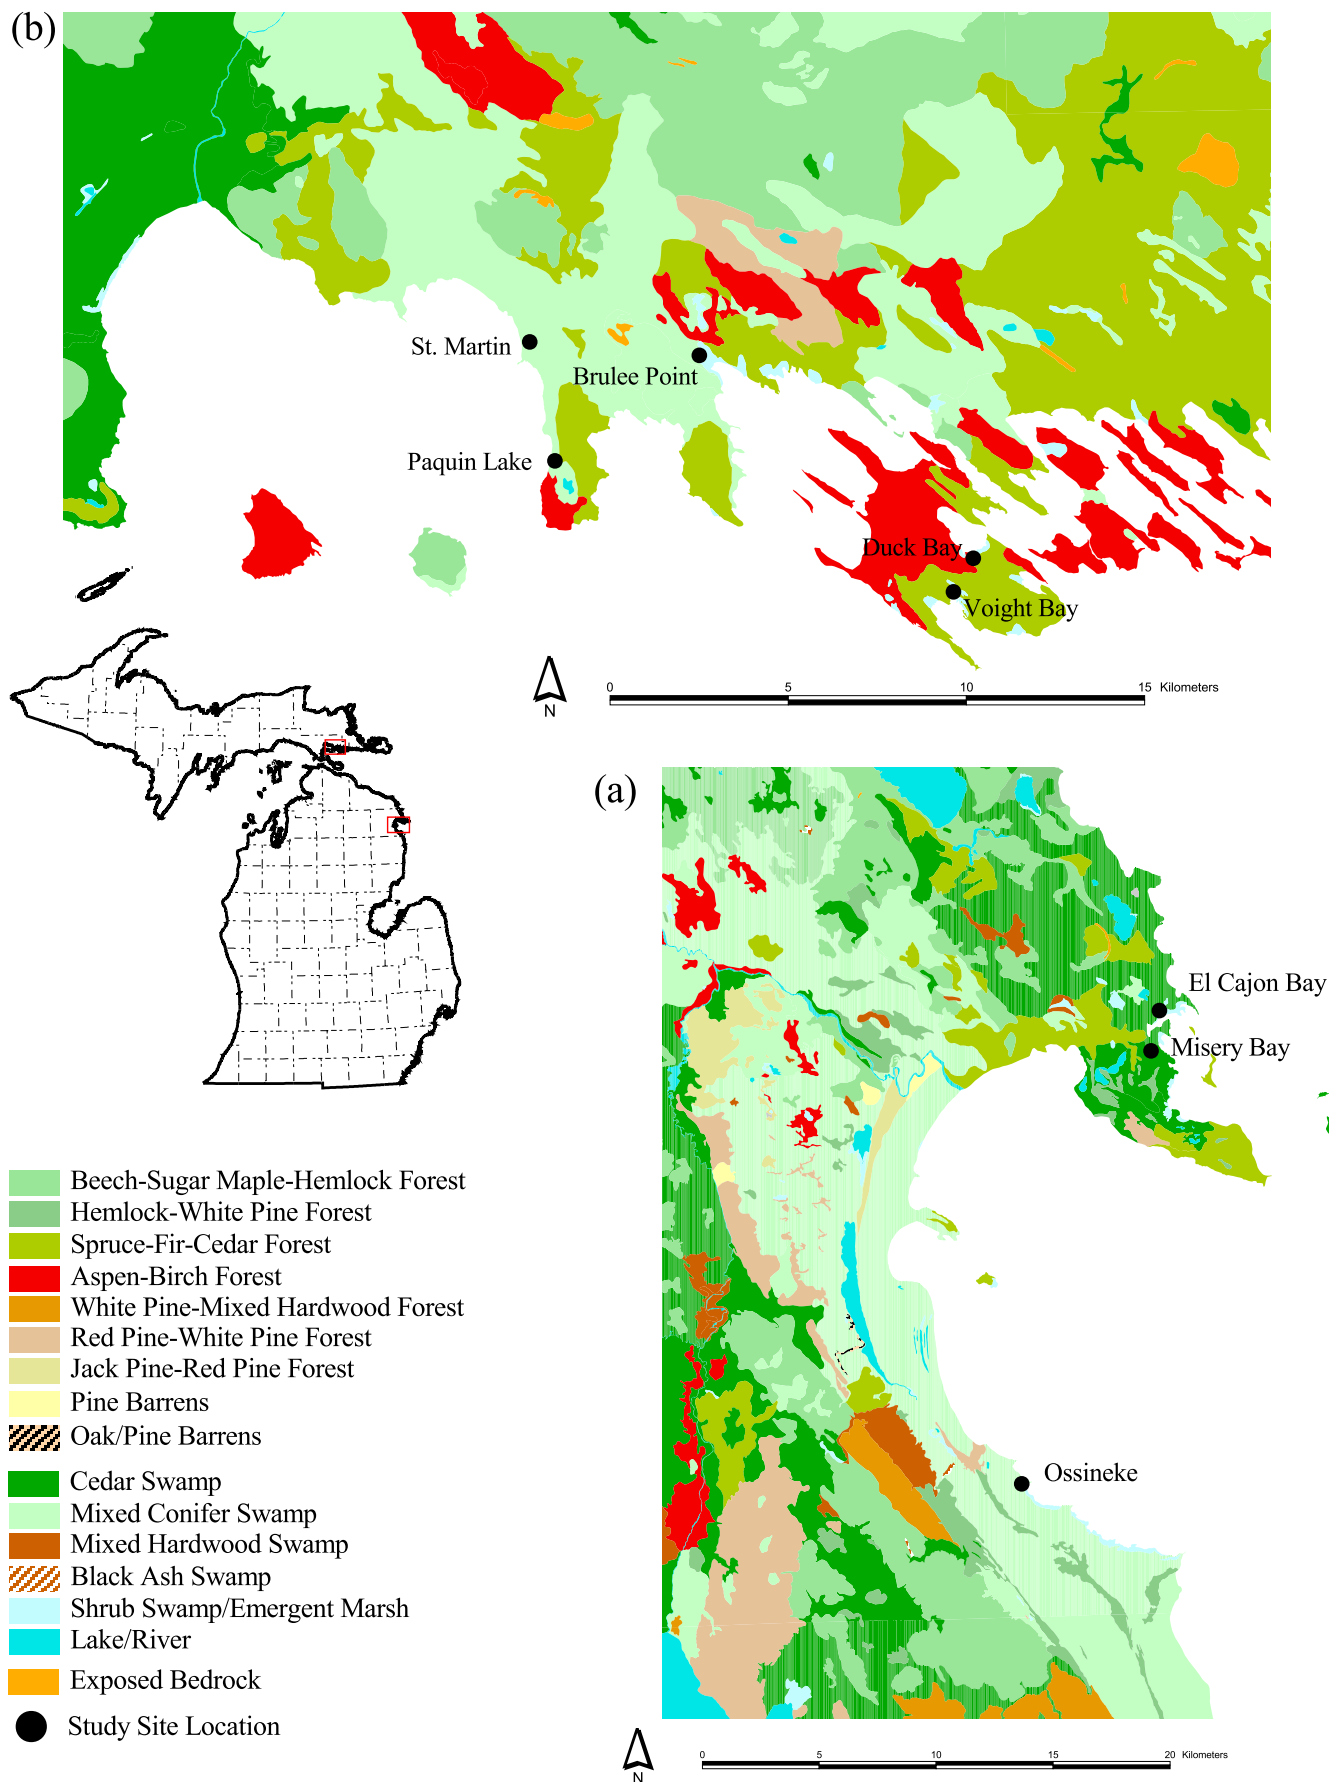 (b)
St. Martin
Brulee Point
Paquin Lake
Duck Bay
Voight Bay
N
0 5 10 15 Kilometers
(a)
El Cajon Bay
Misery Bay
Ossineke
Beech-Sugar Maple-Hemlock Forest
Hemlock-White Pine Forest
Spruce-Fir-Cedar Forest
Aspen-Birch Forest
White Pine-Mixed Hardwood Forest
Red Pine-White Pine Forest
Jack Pine-Red Pine Forest
Pine Barrens
Oak/Pine Barrens
Cedar Swamp
Mixed Conifer Swamp
Mixed Hardwood Swamp
Black Ash Swamp
Shrub Swamp/Emergent Marsh
Lake/River
Exposed Bedrock
Study Site Location
N
0 5 10 15 20 Kilometers